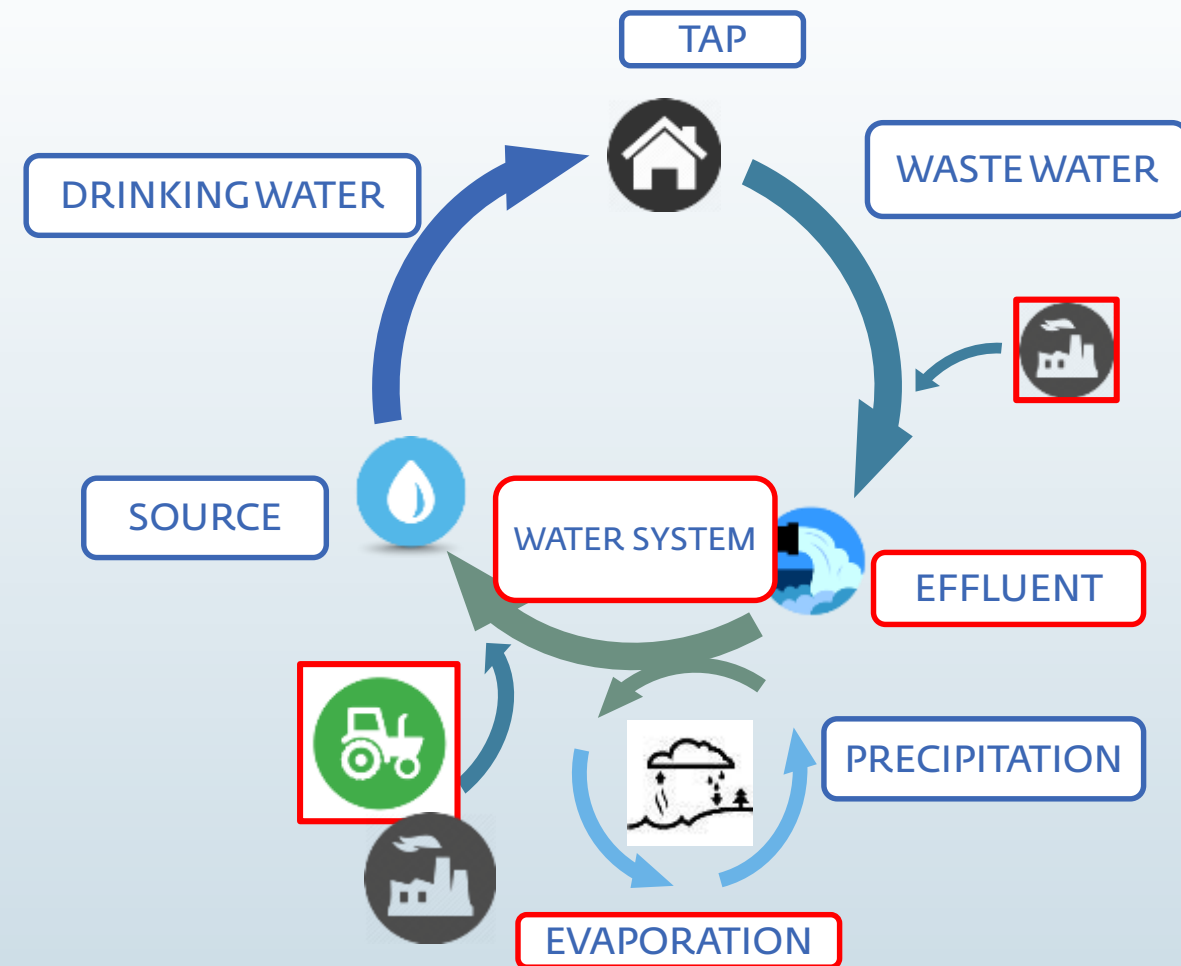 TAP
WASTE WATER
DRINKING WATER
SOURCE
WATER SYSTEM
EFFLUENT
PRECIPITATION
EVAPORATION